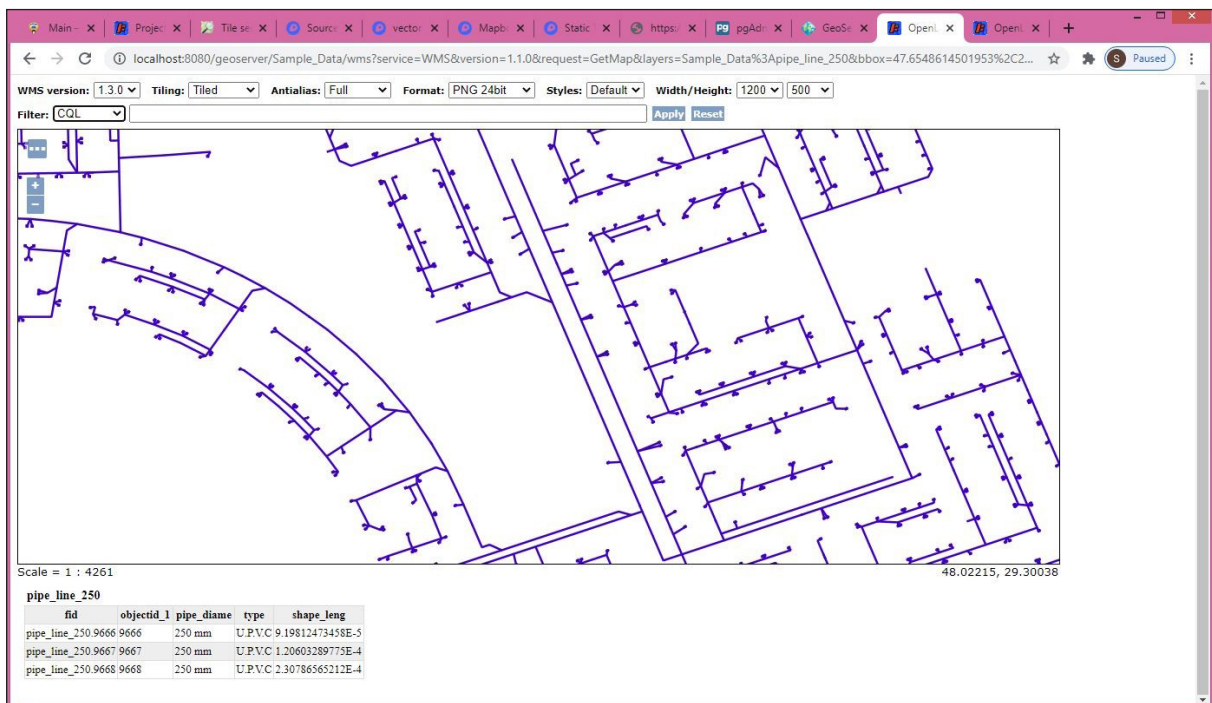 Main - Projec Tile se Source vector Mapb Static https:/ pgAdr GeoSe OpenL OpenL
localhost:8080/geoserver/Sample_Data/wms?service=WMS&version=1.1.0&request=GetMap&layers=Sample_Data%3Apipe_line_250&bbox=47.6548614501953%2C2... S Paused
WMS version: 1.3.0 Tiling: Tiled Antialias: Full Format: PNG 24bit Styles: Default Width/Height: 1200 500
Filter: CQL Apply Reset
Scale = 1 : 4261 48.02215, 29.30038
pipe_line_250
fid objectid_1 pipe_diame type shape_leng
pipe_line_250.9666 9666 250 mm U.P.V.C 9.19812473458E-5
pipe_line_250.9667 9667 250 mm U.P.V.C 1.20603289775E-4
pipe_line_250.9668 9668 250 mm U.P.V.C 2.30786565212E-4